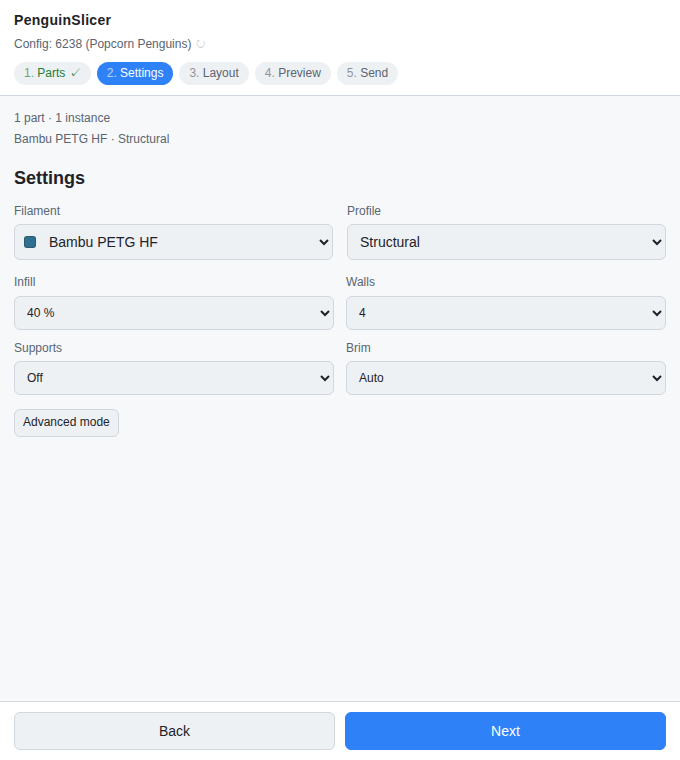 PenguinSlicer
Config: 6238 (Popcorn Penguins)
1. Parts ✓ 2. Settings 3. Layout 4. Preview 5. Send
1 part · 1 instance
Bambu PETG HF · Structural
Settings
Filament Profile
Bambu PETG HF Structural
Infill Walls
40 % 4
Supports Brim
Off Auto
Advanced mode
Back Next